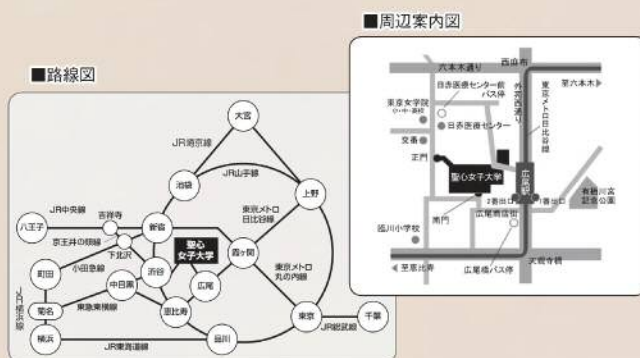 ■路線図
大宮
JR埼京線
池袋
JR山手線
上野
東京メトロ
日比谷線
JR中央線
吉祥寺
八王子
京王井の頭線
新宿
下北沢
聖心
女子大学
霞ヶ関
町田
小田急線
渋谷
中目黒
広尾
東京メトロ
丸の内線
JR横浜線
菊名
東急東横線
恵比寿
東京
JR総武線
千葉
横浜
JR東海道線
品川
■周辺案内図
六本木通り
西麻布
至六本木
日赤医療センター前
バス停
外苑西通り
東京メトロ日比谷線
東京女学館
小・中・高校
日赤医療センター
交番
正門
聖心女子大学
広尾駅
有栖川宮
記念公園
南門
2番出口
1番出口
広尾商店街
臨川小学校
天現寺橋
至恵比寿
広尾橋バス停